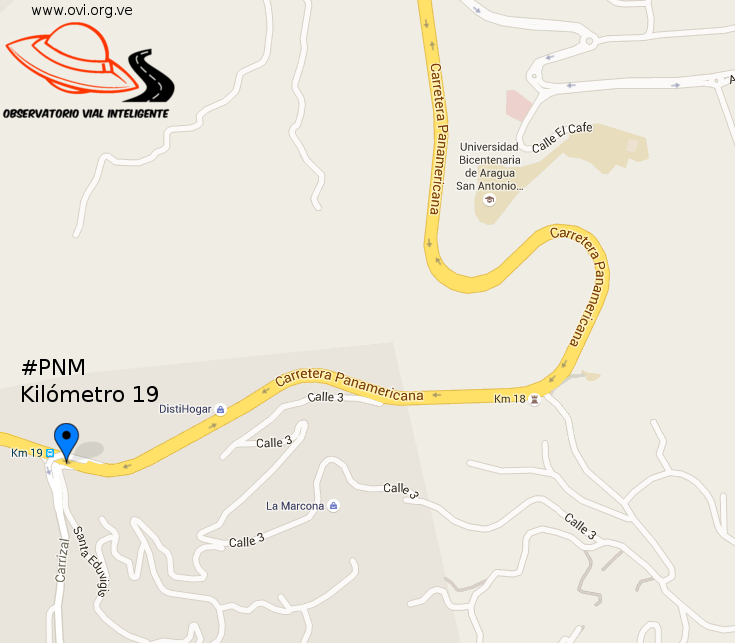 www.ovi.org.ve
OBSERVATORIO VIAL INTELIGENTE
Carretera Panamericana
Calle El Cafe
A
Universidad
Bicentenaria
de Aragua
San Antonio...
Carretera Panamericana
#PNM
Kilómetro 19
Carretera Panamericana
Calle 3
Km 18
DistiHogar
Calle 3
Km 19
Calle 3
La Marcona
Calle 3
Calle 3
Santa Eduvigis
Carrizal